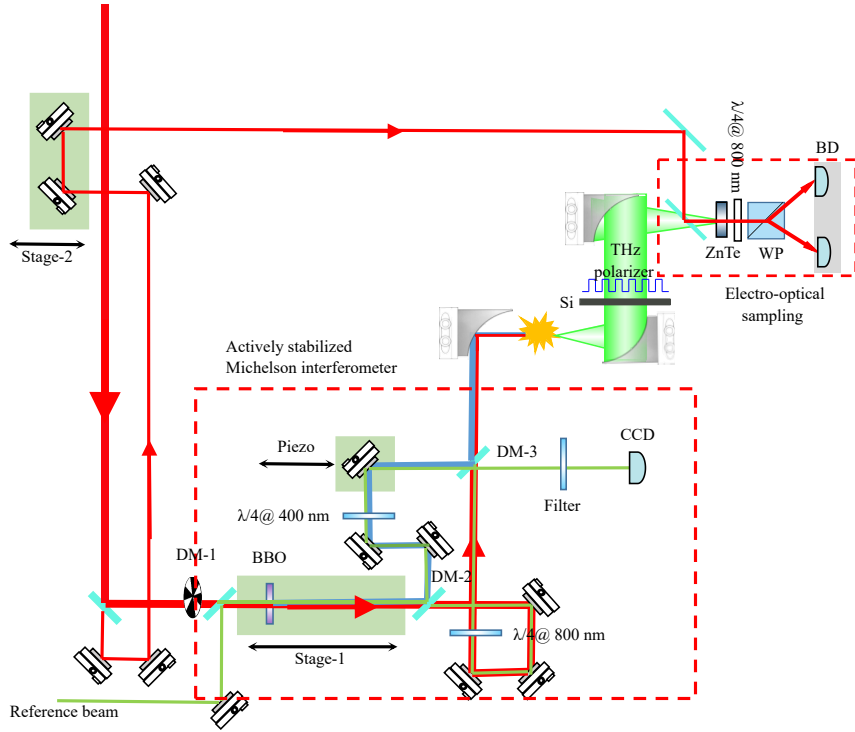 λ/4@ 800 nm
BD
Stage-2
ZnTe
WP
THz
polarizer
Si
Electro-optical
sampling
Actively stabilized
Michelson interferometer
Piezo
DM-3
CCD
Filter
λ/4@ 400 nm
DM-1
BBO
DM-2
λ/4@ 800 nm
Stage-1
Reference beam